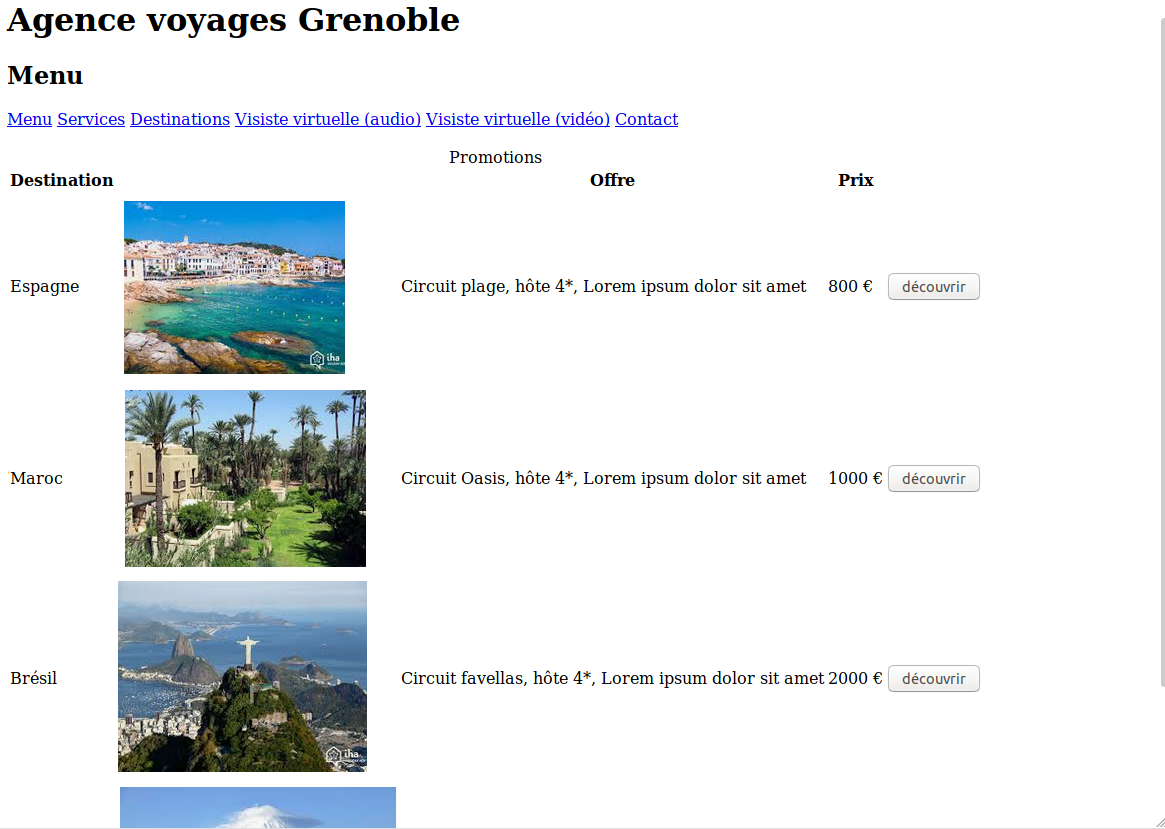 Agence voyages Grenoble
Menu
Menu Services Destinations Visiste virtuelle (audio) Visiste virtuelle (vidéo) Contact
Promotions
Destination Offre Prix
iha
Espagne Circuit plage, hôte 4*, Lorem ipsum dolor sit amet 800 € découvrir
Maroc Circuit Oasis, hôte 4*, Lorem ipsum dolor sit amet 1000 € découvrir
Brésil Circuit favellas, hôte 4*, Lorem ipsum dolor sit amet 2000 € découvrir
iha